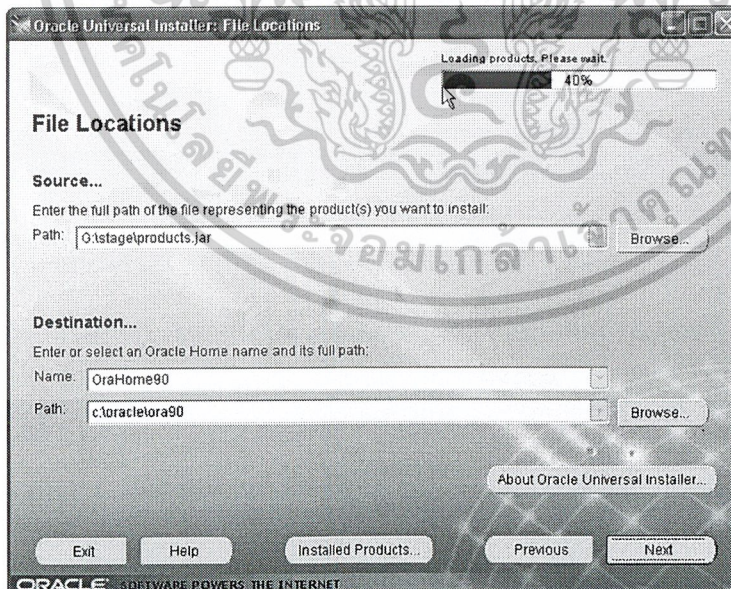 Oracle Universal Installer: File Locations
Loading products. Please wait.
40%
File Locations
Source...
Enter the full path of the file representing the product(s) you want to install:
Path: G:\stage\products.jar Browse...
Destination...
Enter or select an Oracle Home name and its full path:
Name: OraHome90
Path: c:\oracle\ora90 Browse...
About Oracle Universal Installer...
Exit Help Installed Products... Previous Next
ORACLE SOFTWARE POWERS THE INTERNET